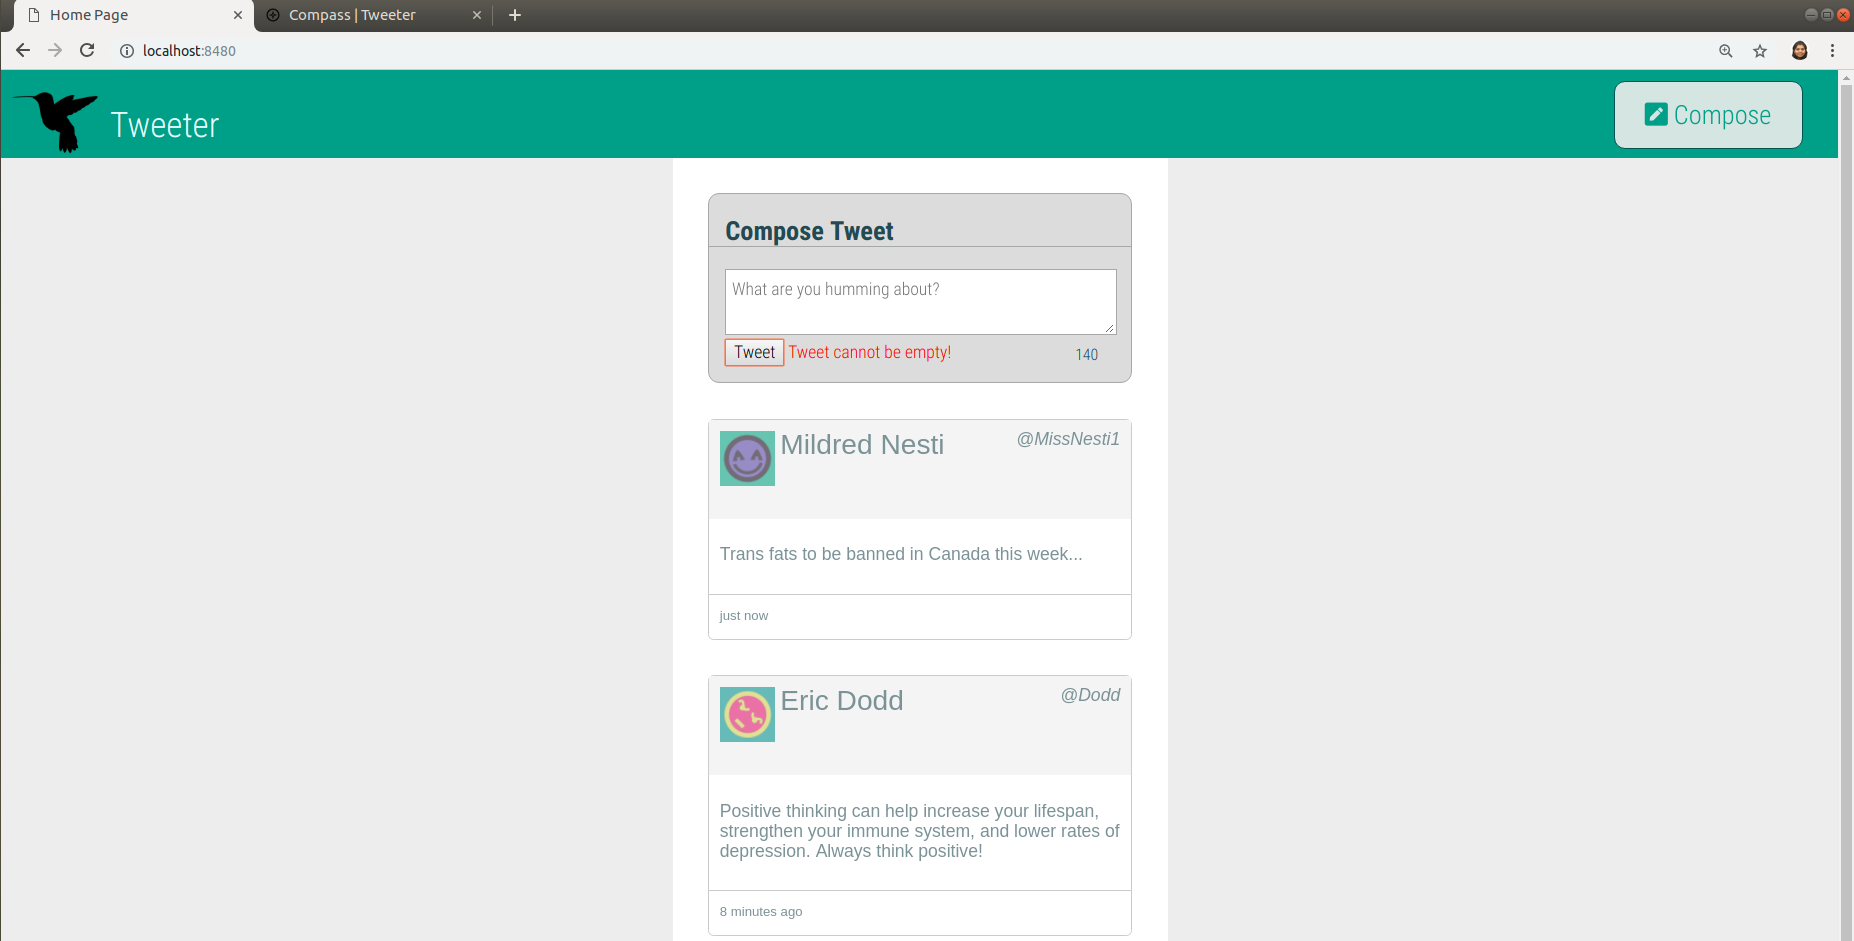 Home Page
Compass | Tweeter
localhost:8480
Tweeter
Compose
Compose Tweet
What are you humming about?
Tweet Tweet cannot be empty! 140
Mildred Nesti @MissNesti1
Trans fats to be banned in Canada this week...
just now
Eric Dodd @Dodd
Positive thinking can help increase your lifespan,
strengthen your immune system, and lower rates of
depression. Always think positive!
8 minutes ago